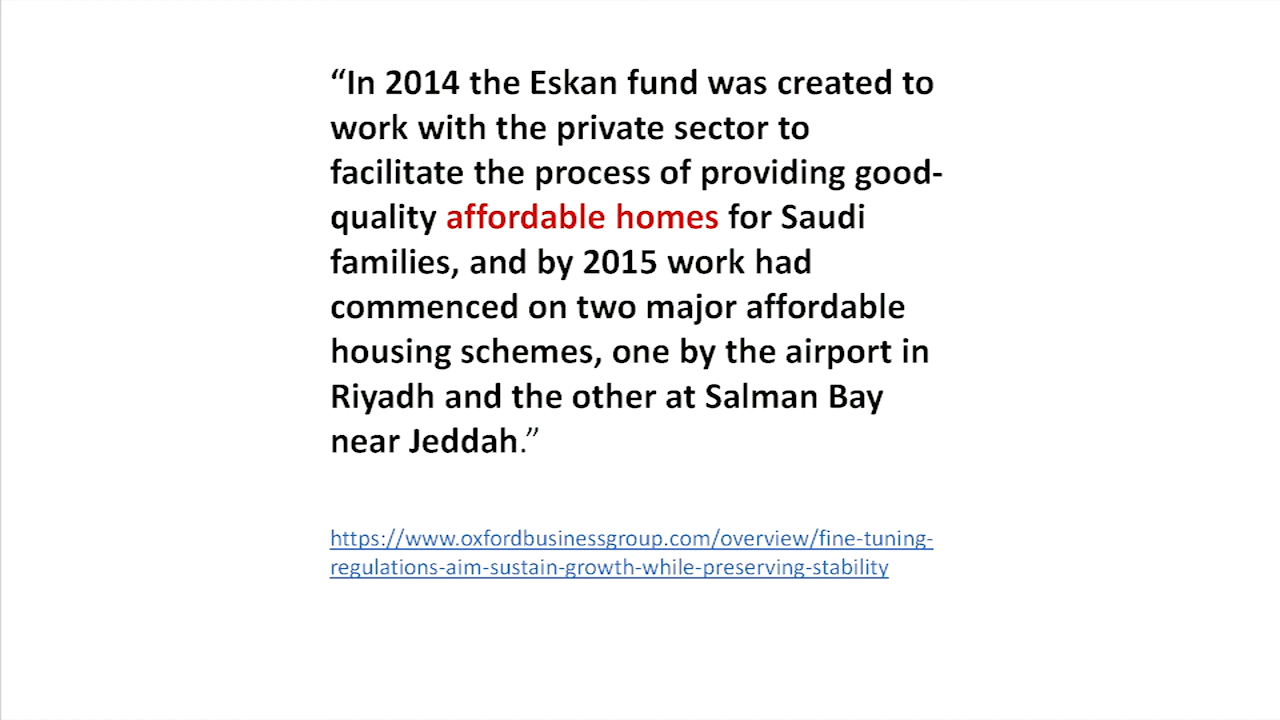 “In 2014 the Eskan fund was created to
work with the private sector to
facilitate the process of providing good-
quality affordable homes for Saudi
families, and by 2015 work had
commenced on two major affordable
housing schemes, one by the airport in
Riyadh and the other at Salman Bay
near Jeddah.”
https://www.oxfordbusinessgroup.com/overview/fine-tuning-
regulations-aim-sustain-growth-while-preserving-stability